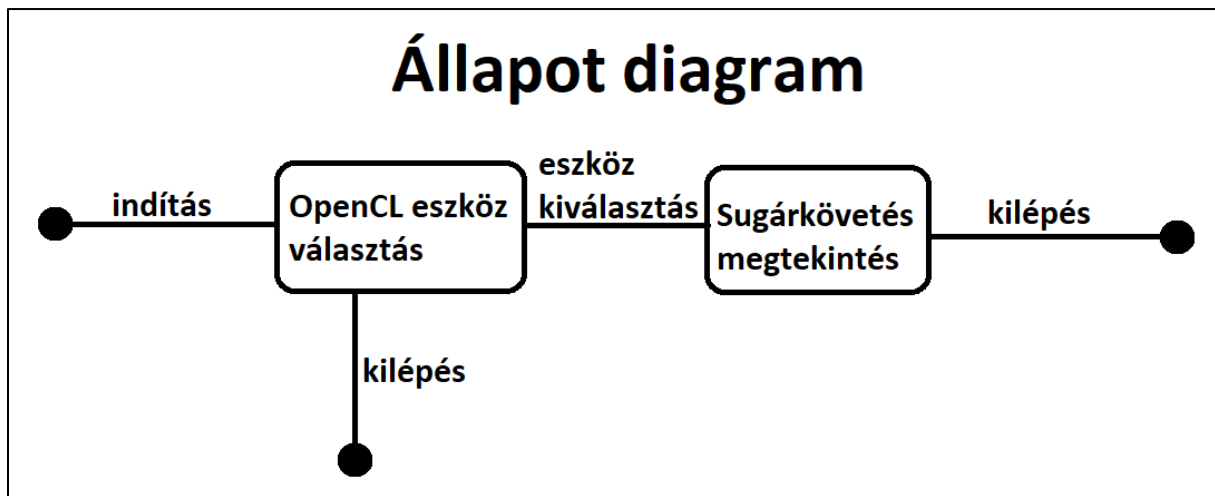 Állapot diagram
indítás
OpenCL eszköz
választás
eszköz
kiválasztás
Sugárkövetés
megtekintés
kilépés
kilépés